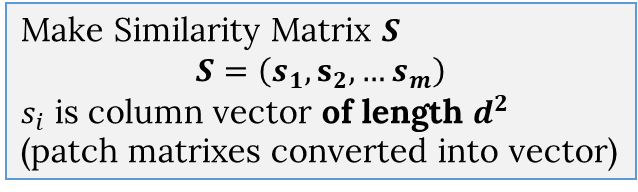 Make Similarity Matrix S
S = (s₁, s₂, … sₘ)
sᵢ is column vector of length d²
(patch matrixes converted into vector)